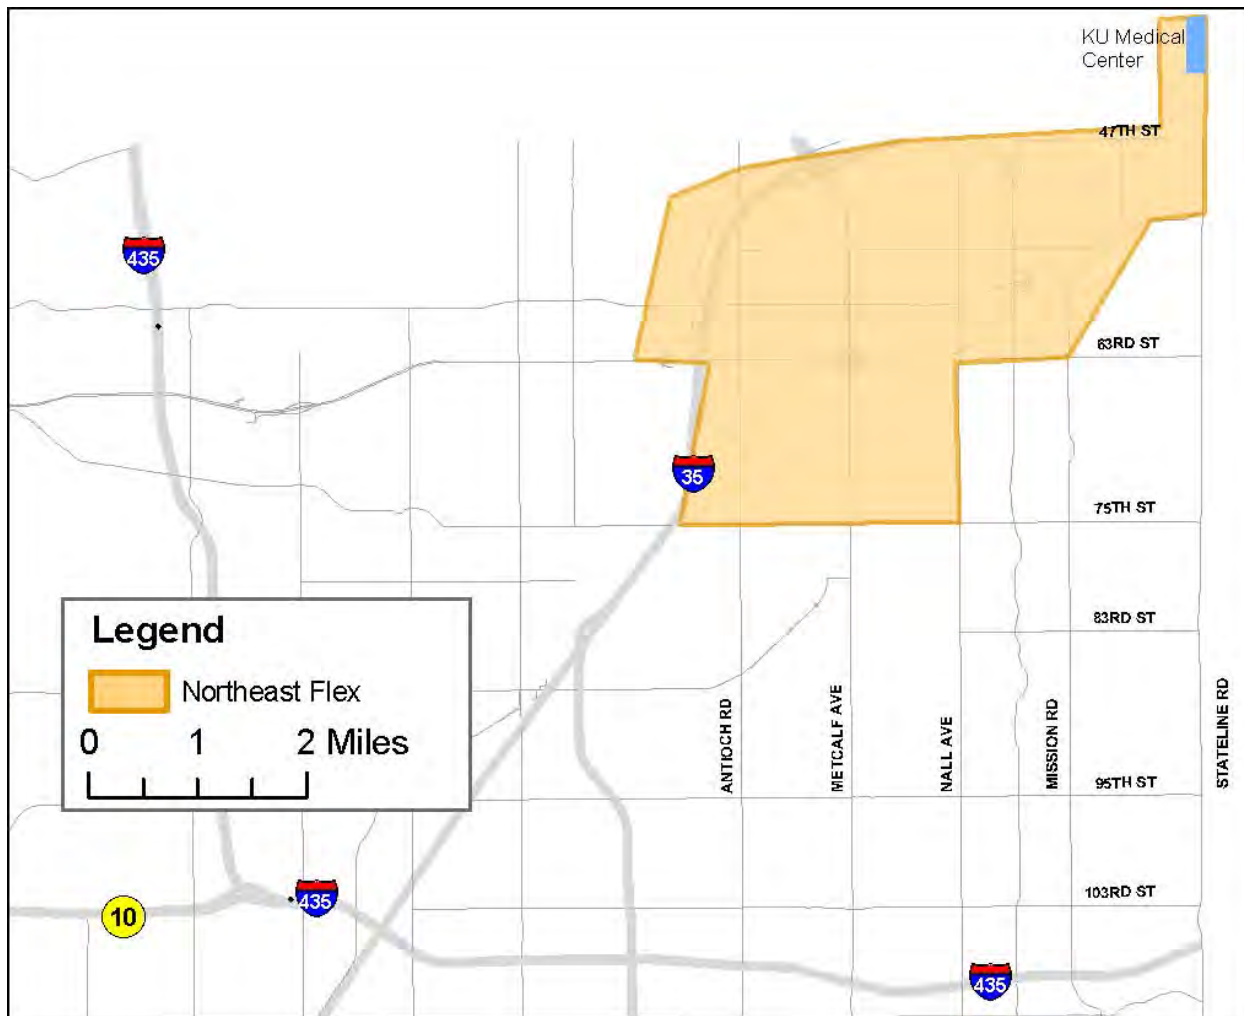 KU Medical
Center
47TH ST
435
63RD ST
35
75TH ST
83RD ST
Legend
Northeast Flex
0 1 2 Miles
ANTIOCH RD
METCALF AVE
NALL AVE
MISSION RD
STATELINE RD
95TH ST
103RD ST
435
10
435